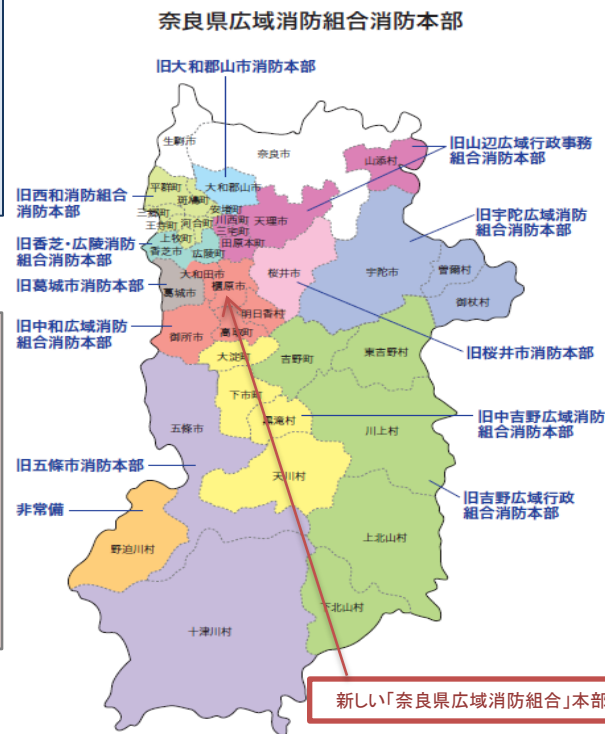 奈良県広域消防組合消防本部
旧大和郡山市消防本部
旧山辺広域行政事務
組合消防本部
旧西和消防組合
消防本部
旧宇陀広域消防
組合消防本部
旧香芝・広陵消防
組合消防本部
旧葛城市消防本部
旧中和広域消防
組合消防本部
旧桜井市消防本部
旧中吉野広域消防
組合消防本部
旧五條市消防本部
旧吉野広域行政
組合消防本部
非常備
生駒市
奈良市
山添村
平群町
大和郡山市
斑鳩町
安堵町
三郷町
川西町
天理市
王寺町
河合町
三宅町
上牧町
田原本町
香芝市
広陵町
大和田市
桜井市
宇陀市
曽爾村
葛城市
橿原市
御杖村
明日香村
御所市
高取町
大淀町
吉野町
東吉野村
下市町
黒滝村
五條市
川上村
天川村
野迫川村
上北山村
下北山村
十津川村
新しい「奈良県広域消防組合」本部